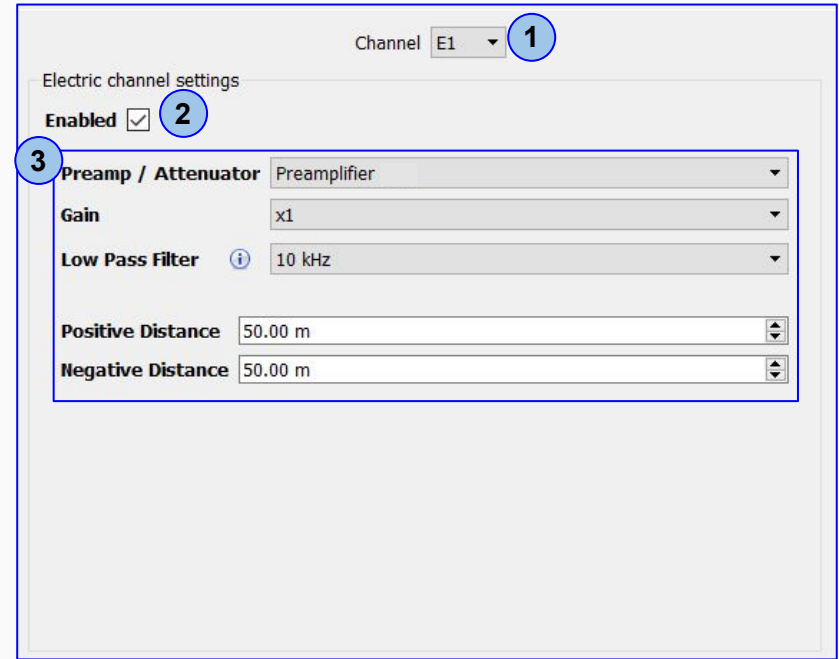 Channel E1 1
Electric channel settings
Enabled 2
3
Preamp / Attenuator Preamplifier
Gain x1
Low Pass Filter i 10 kHz
Positive Distance 50.00 m
Negative Distance 50.00 m